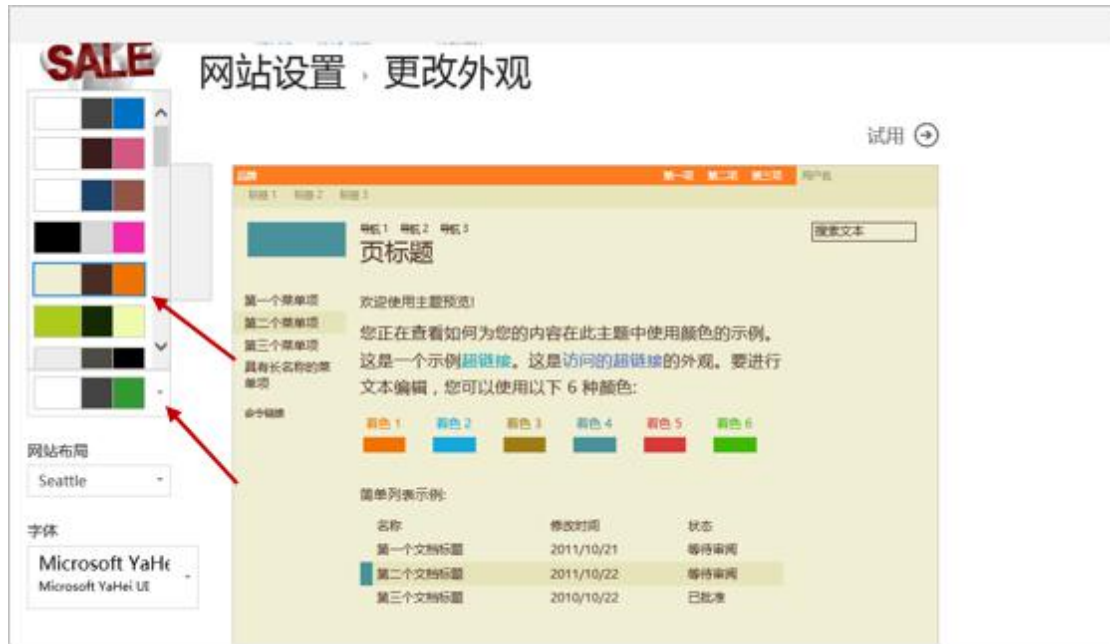 SALE
网站设置 › 更改外观
试用
品牌 第一项 第二项 第三项 用户名
标题 1 标题 2 标题 3
导航 1 导航 2 导航 3
页标题
搜索文本
第一个菜单项
第二个菜单项
第三个菜单项
具有长名称的菜
单项
命令链接
欢迎使用主题预览!
您正在查看如何为您的内容在此主题中使用颜色的示例。
这是一个示例超链接。这是访问的超链接的外观。要进行
文本编辑，您可以使用以下 6 种颜色:
着色 1 着色 2 着色 3 着色 4 着色 5 着色 6
简单列表示例:
名称 修改时间 状态
第一个文档标题 2011/10/21 等待审阅
第二个文档标题 2011/10/22 等待审阅
第三个文档标题 2010/10/22 已批准
网站布局
Seattle
字体
Microsoft YaHe
Microsoft YaHei UI